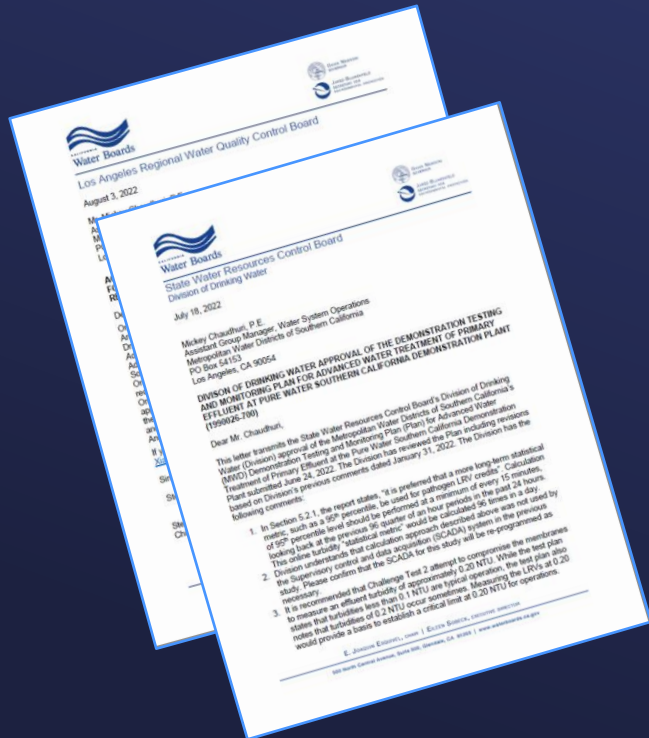 CALIFORNIA
Water Boards
Los Angeles Regional Water Quality Control Board
August 3, 2022
CALIFORNIA
Water Boards
State Water Resources Control Board
Division of Drinking Water
July 18, 2022
Mickey Chaudhuri, P.E.
Assistant Group Manager, Water System Operations
Metropolitan Water Districts of Southern California
PO Box 54153
Los Angeles, CA 90054
DIVISON OF DRINKING WATER APPROVAL OF THE DEMONSTRATION TESTING
AND MONITORING PLAN FOR ADVANCED WATER TREATMENT OF PRIMARY
EFFLUENT AT PURE WATER SOUTHERN CALIFORNIA DEMONSTRATION PLANT
(1990026-700)
Dear Mr. Chaudhuri,
This letter transmits the State Water Resources Control Board's Division of Drinking
Water (Division) approval of the Metropolitan Water Districts of Southern California's
(MWD) Demonstration Testing and Monitoring Plan (Plan) for Advanced Water
Treatment of Primary Effluent at the Pure Water Southern California Demonstration
Plant submitted June 24, 2022. The Division has reviewed the Plan including revisions
based on Division's previous comments dated January 31, 2022. The Division has the
following comments:
1. In Section 5.2.1, the report states, "it is preferred that a more long-term statistical
metric, such as a 95th percentile, be used for pathogen LRV credits". Calculation
of 95th percentile level should be performed at a minimum of every 15 minutes,
looking back at the previous 96 quarter of an hour periods in the past 24 hours.
This online turbidity "statistical metric" would be calculated 96 times in a day.
2. Division understands that calculation approach described above was not used by
the Supervisory control and data acquisition (SCADA) system in the previous
study. Please confirm that the SCADA for this study will be re-programmed as
necessary.
3. It is recommended that Challenge Test 2 attempt to compromise the membranes
to measure an effluent turbidity of approximately 0.20 NTU. While the test plan
states that turbidities less than 0.1 NTU are typical operation, the test plan also
notes that turbidities of 0.2 NTU occur sometimes. Measuring the LRVs at 0.20
would provide a basis to establish a critical limit at 0.20 NTU for operations.
E. Joaquin Esquivel, chair | Eileen Sobeck, executive director
500 North Central Avenue, Suite 500, Glendale, CA 91203 | www.waterboards.ca.gov